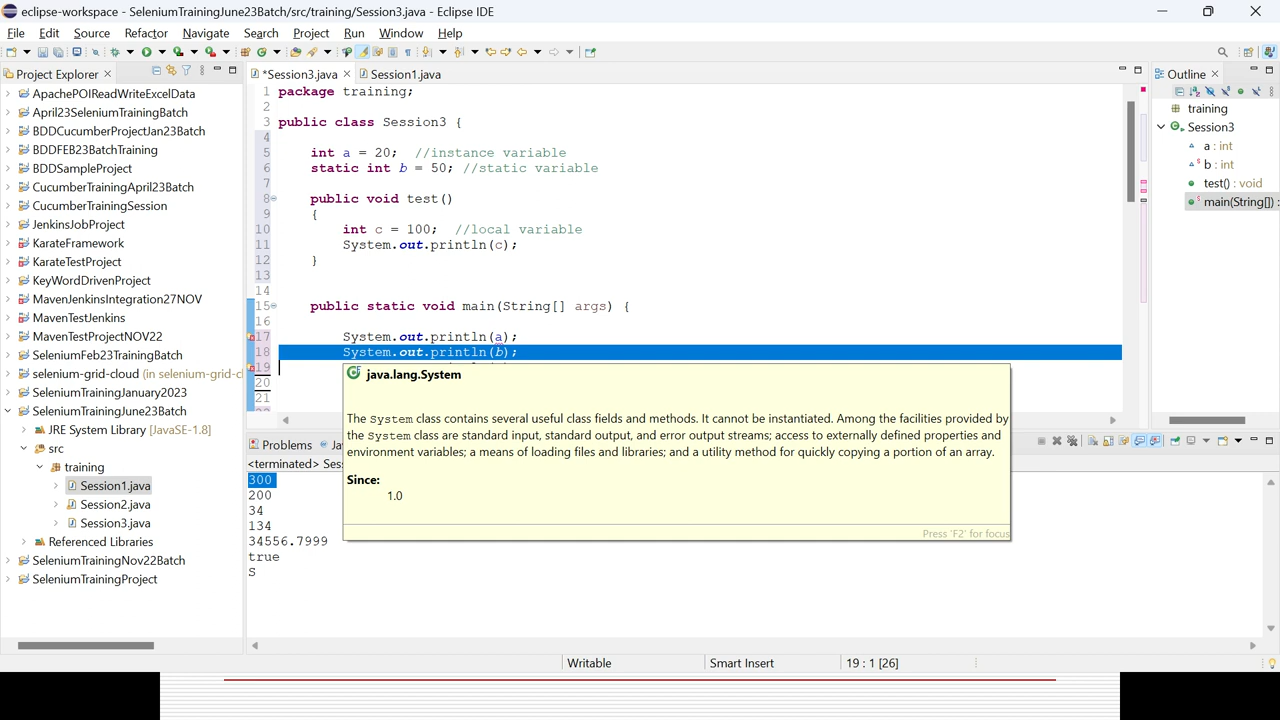 eclipse-workspace - SeleniumTrainingJune23Batch/src/training/Session3.java - Eclipse IDE
File Edit Source Refactor Navigate Search Project Run Window Help
Project Explorer
ApachePOIReadWriteExcelData
April23SeleniumTrainingBatch
BDDCucumberProjectJan23Batch
BDDFEB23BatchTraining
BDDSampleProject
CucumberTrainingApril23Batch
CucumberTrainingSession
JenkinsJobProject
KarateFramework
KarateTestProject
KeyWordDrivenProject
MavenJenkinsIntegration27NOV
MavenTestJenkins
MavenTestProjectNOV22
SeleniumFeb23TrainingBatch
selenium-grid-cloud (in selenium-grid-c
SeleniumTrainingJanuary2023
SeleniumTrainingJune23Batch
JRE System Library [JavaSE-1.8]
src
training
Session1.java
Session2.java
Session3.java
Referenced Libraries
SeleniumTrainingNov22Batch
SeleniumTrainingProject
*Session3.java Session1.java
1 package training;
2
3 public class Session3 {
4
5 int a = 20; //instance variable
6 static int b = 50; //static variable
7
8 public void test()
9 {
10 int c = 100; //local variable
11 System.out.println(c);
12 }
13
14
15 public static void main(String[] args) {
16
17 System.out.println(a);
18 System.out.println(b);
19
20
21
java.lang.System
The System class contains several useful class fields and methods. It cannot be instantiated. Among the facilities provided by
the System class are standard input, standard output, and error output streams; access to externally defined properties and
environment variables; a means of loading files and libraries; and a utility method for quickly copying a portion of an array.
Since:
1.0
Press 'F2' for focus
Problems Ja
<terminated> Ses
300
200
34
134
34556.7999
true
S
Outline
training
Session3
a : int
b : int
test() : void
main(String[]) :
Writable Smart Insert 19 : 1 [26]